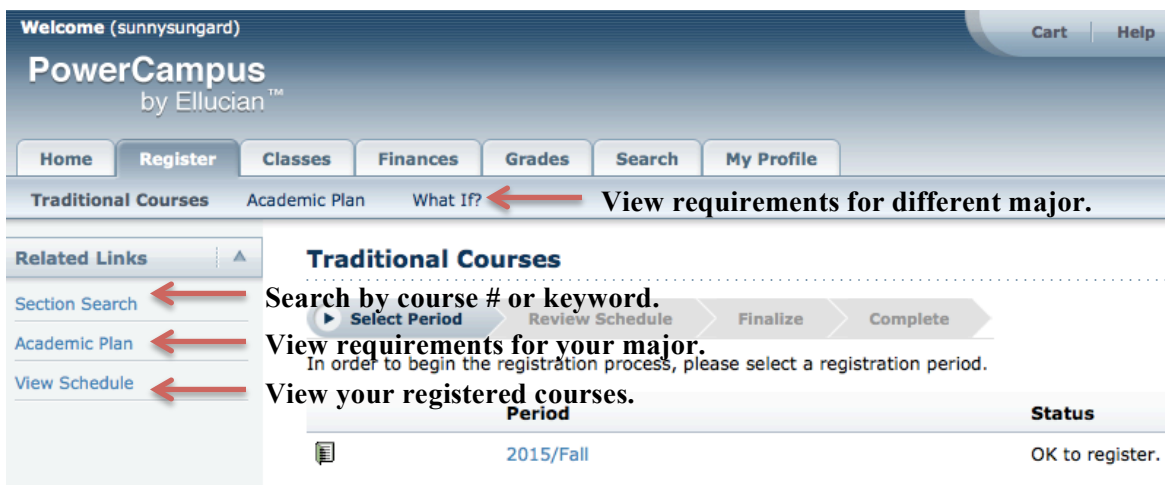 Welcome (sunnysungard)
Cart Help
PowerCampus
by Ellucian™
Home Register Classes Finances Grades Search My Profile
Traditional Courses Academic Plan What If? View requirements for different major.
Related Links
Traditional Courses
Section Search
Search by course # or keyword.
Select Period Review Schedule Finalize Complete
Academic Plan
View requirements for your major.
In order to begin the registration process, please select a registration period.
View Schedule
View your registered courses.
Period Status
2015/Fall OK to register.